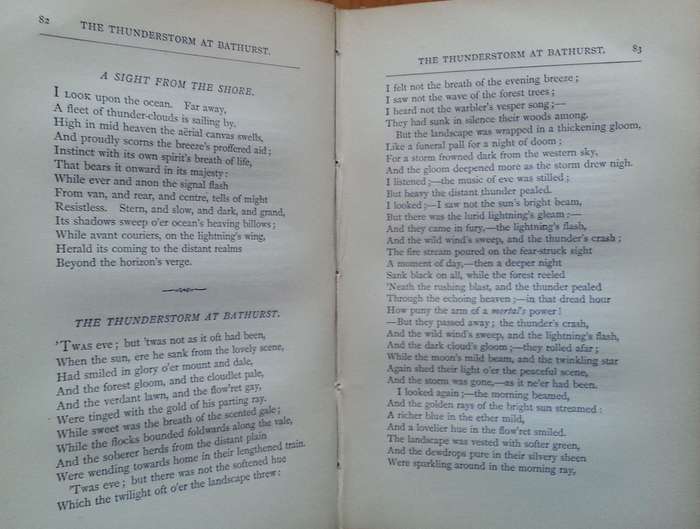 82
THE THUNDERSTORM AT BATHURST.
A SIGHT FROM THE SHORE.
I LOOK upon the ocean. Far away,
A fleet of thunder-clouds is sailing by.
High in mid heaven the aërial canvas swells,
And proudly scorns the breeze's proffered aid;
Instinct with its own spirit's breath of life,
That bears it onward in its majesty:
While ever and anon the signal flash
From van, and rear, and centre, tells of might
Resistless. Stern, and slow, and dark, and grand,
Its shadows sweep o'er ocean's heaving billows;
While avant couriers, on the lightning's wing,
Herald its coming to the distant realms
Beyond the horizon's verge.
THE THUNDERSTORM AT BATHURST.
'TWAS eve; but 'twas not as it oft had been,
When the sun, ere he sank from the lovely scene,
Had smiled in glory o'er mount and dale,
And the forest gloom, and the cloudlet pale,
And the verdant lawn, and the flow'ret gay,
Were tinged with the gold of his parting ray.
While sweet was the breath of the scented gale;
While the flocks bounded foldwards along the vale,
And the soberer herds from the distant plain
Were wending towards home in their lengthened train.
'Twas eve; but there was not the softened hue
Which the twilight oft o'er the landscape threw:
THE THUNDERSTORM AT BATHURST.
83
I felt not the breath of the evening breeze;
I saw not the wave of the forest trees;
I heard not the warbler's vesper song;—
They had sunk in silence their woods among.
But the landscape was wrapped in a thickening gloom,
Like a funeral pall for a night of doom;
For a storm frowned dark from the western sky,
And the gloom deepened more as the storm drew nigh.
I listened;—the music of eve was stilled;
But heavy the distant thunder pealed.
I looked;—I saw not the sun's bright beam,
But there was the lurid lightning's gleam:—
And they came in fury,—the lightning's flash,
And the wild wind's sweep, and the thunder's crash;
The fire stream poured on the fear-struck sight
A moment of day,—then a deeper night
Sank black on all, while the forest reeled
'Neath the rushing blast, and the thunder pealed
Through the echoing heaven;—in that dread hour
How puny the arm of a mortal's power!
—But they passed away; the thunder's crash,
And the wild wind's sweep, and the lightning's flash,
And the dark cloud's gloom;—they rolled afar;
While the moon's mild beam, and the twinkling star
Again shed their light o'er the peaceful scene,
And the storm was gone,—as it ne'er had been.
I looked again;—the morning beamed,
And the golden rays of the bright sun streamed:
A richer blue in the ether mild,
And a lovelier hue in the flow'ret smiled.
The landscape was vested with softer green,
And the dewdrops pure in their silvery sheen
Were sparkling around in the morning ray,